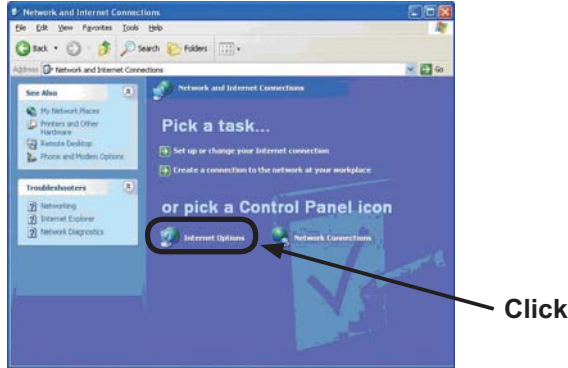 Network and Internet Connections
File Edit View Favorites Tools Help
Back Search Folders
Address Network and Internet Connections Go
See Also
My Network Places
Printers and Other
Hardware
Remote Desktop
Phone and Modem Options
Troubleshooters
Networking
Internet Explorer
Network Diagnostics
Network and Internet Connections
Pick a task...
Set up or change your Internet connection
Create a connection to the network at your workplace
or pick a Control Panel icon
Internet Options Network Connections
Click